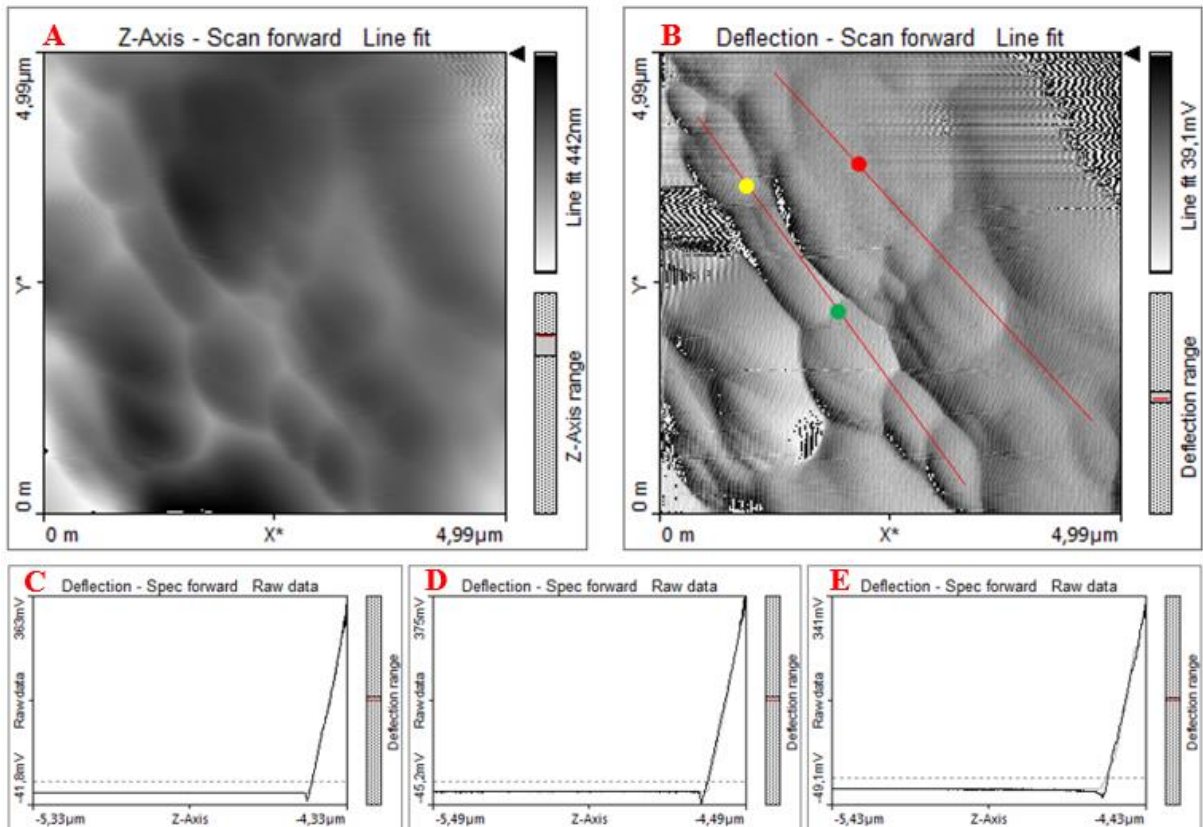 A
Z-Axis - Scan forward Line fit
4,99µm
Y*
0 m
0 m
X*
4,99µm
Line fit 442nm
Z-Axis range
B
Deflection - Scan forward Line fit
4,99µm
Y*
0 m
0 m
X*
4,99µm
Line fit 39,1mV
Deflection range
C
Deflection - Spec forward Raw data
363mV
Raw data
-41,8mV
-5,33µm
Z-Axis
-4,33µm
Deflection range
D
Deflection - Spec forward Raw data
375mV
Raw data
-45,2mV
-5,49µm
Z-Axis
-4,49µm
Deflection range
E
Deflection - Spec forward Raw data
341mV
Raw data
-49,1mV
-5,43µm
Z-Axis
-4,43µm
Deflection range